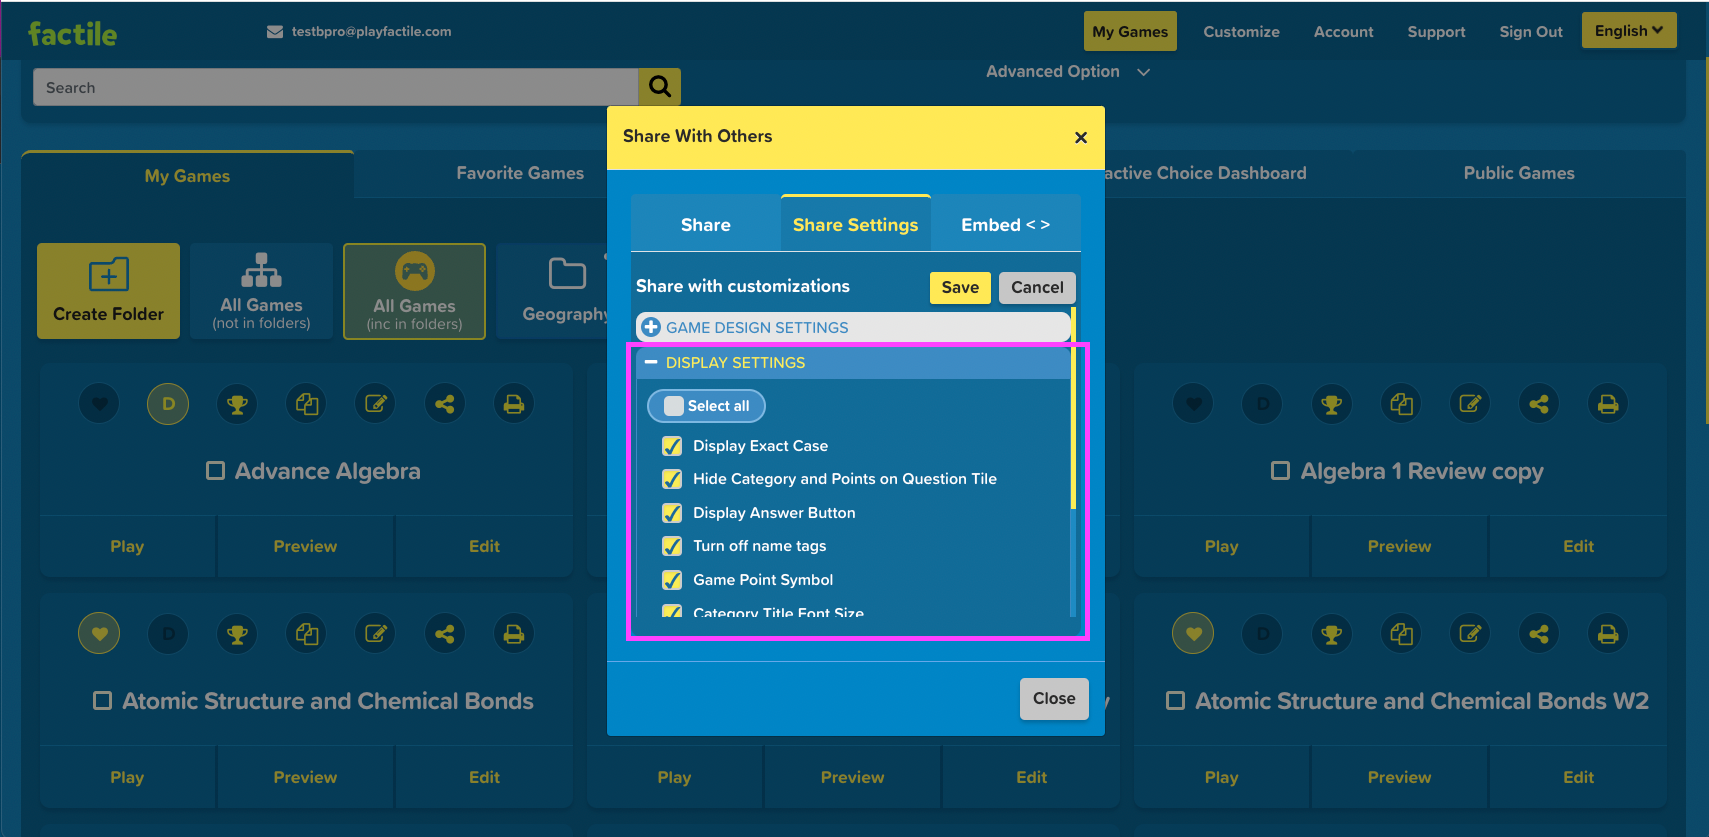 factile
testbpro@playfactile.com
My Games
Customize
Account
Support
Sign Out
English
Search
Advanced Option
Share With Others
×
My Games
Favorite Games
active Choice Dashboard
Public Games
Share
Share Settings
Embed < >
Share with customizations
Save
Cancel
Create Folder
All Games
(not in folders)
All Games
(inc in folders)
Geography
GAME DESIGN SETTINGS
DISPLAY SETTINGS
Select all
Display Exact Case
Hide Category and Points on Question Tile
Display Answer Button
Turn off name tags
Game Point Symbol
Category Title Font Size
Close
D
Advance Algebra
Play
Preview
Edit
D
Algebra 1 Review copy
Play
Preview
Edit
D
Atomic Structure and Chemical Bonds
Play
Preview
Edit
y
Play
Preview
Edit
D
Atomic Structure and Chemical Bonds W2
Play
Preview
Edit